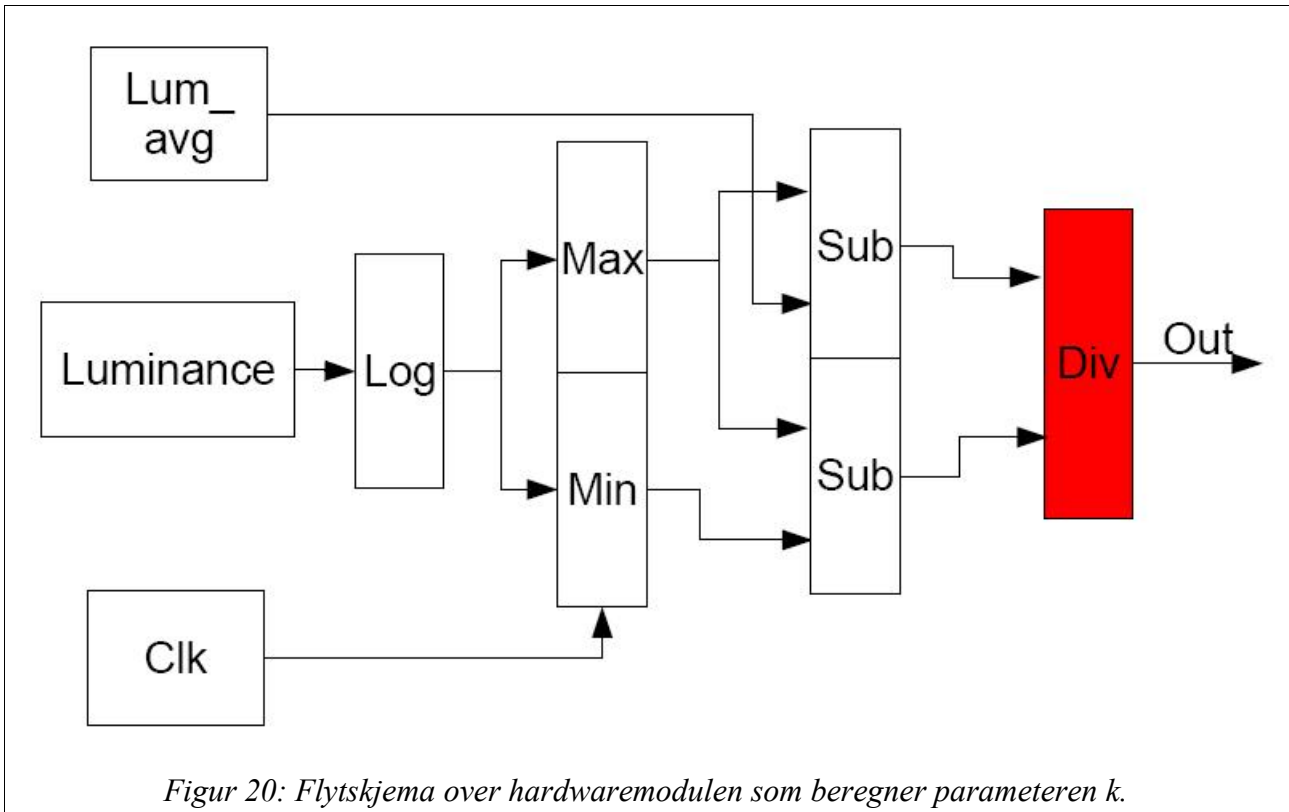 Lum_
avg
Max
Sub
Luminance
Log
Div
Out
Min
Sub
Clk
Figur 20: Flytskjema over hardwaremodulen som beregner parameteren k.